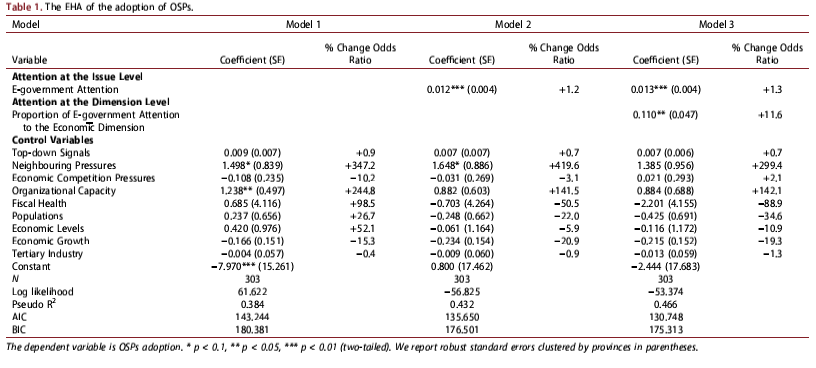 Table 1. The EHA of the adoption of OSPs.
Model Model 1 Model 2 Model 3
% Change Odds % Change Odds % Change Odds
Variable Coefficient (SF) Ratio Coefficient (SF) Ratio Coefficient (SF) Ratio
Attention at the Issue Level
E-government Attention 0.012*** (0.004) +1.2 0.013*** (0.004) +1.3
Attention at the Dimension Level
Proportion of E-government Attention 0.110** (0.047) +11.6
to the Economic Dimension
Control Variables
Top-down Signals 0.009 (0.007) +0.9 0.007 (0.007) +0.7 0.007 (0.006) +0.7
Neighbouring Pressures 1.498* (0.839) +347.2 1.648* (0.886) +419.6 1.385 (0.956) +299.4
Economic Competition Pressures −0.108 (0.235) −10.2 −0.031 (0.269) −3.1 0.021 (0.293) +2.1
Organizational Capacity 1,238** (0.497) +244.8 0.882 (0.603) +141.5 0.884 (0.688) +142.1
Fiscal Health 0.685 (4.116) +98.5 −0.703 (4.264) −50.5 −2.201 (4.155) −88.9
Populations 0.237 (0.656) +26.7 −0.248 (0.662) −22.0 −0.425 (0.691) −34.6
Economic Levels 0.420 (0.976) +52.1 −0.061 (1.164) −5.9 −0.116 (1.172) −10.9
Economic Growth −0.166 (0.151) −15.3 −0.234 (0.154) −20.9 −0.215 (0.152) −19.3
Tertiary Industry −0.004 (0.057) −0.4 −0.009 (0.060) −0.9 −0.013 (0.059) −1.3
Constant −7.970*** (15.261) 0.800 (17.462) −2.444 (17.683)
N 303 303 303
Log likelihood 61,622 −56,825 −53.374
Pseudo R² 0.384 0.432 0.466
AIC 143,244 135,650 130,748
BIC 180.381 176.501 175.313
The dependent variable is OSPs adoption. * p < 0.1, ** p < 0.05, *** p < 0.01 (two-tailed). We report robust standard errors clustered by provinces in parentheses.